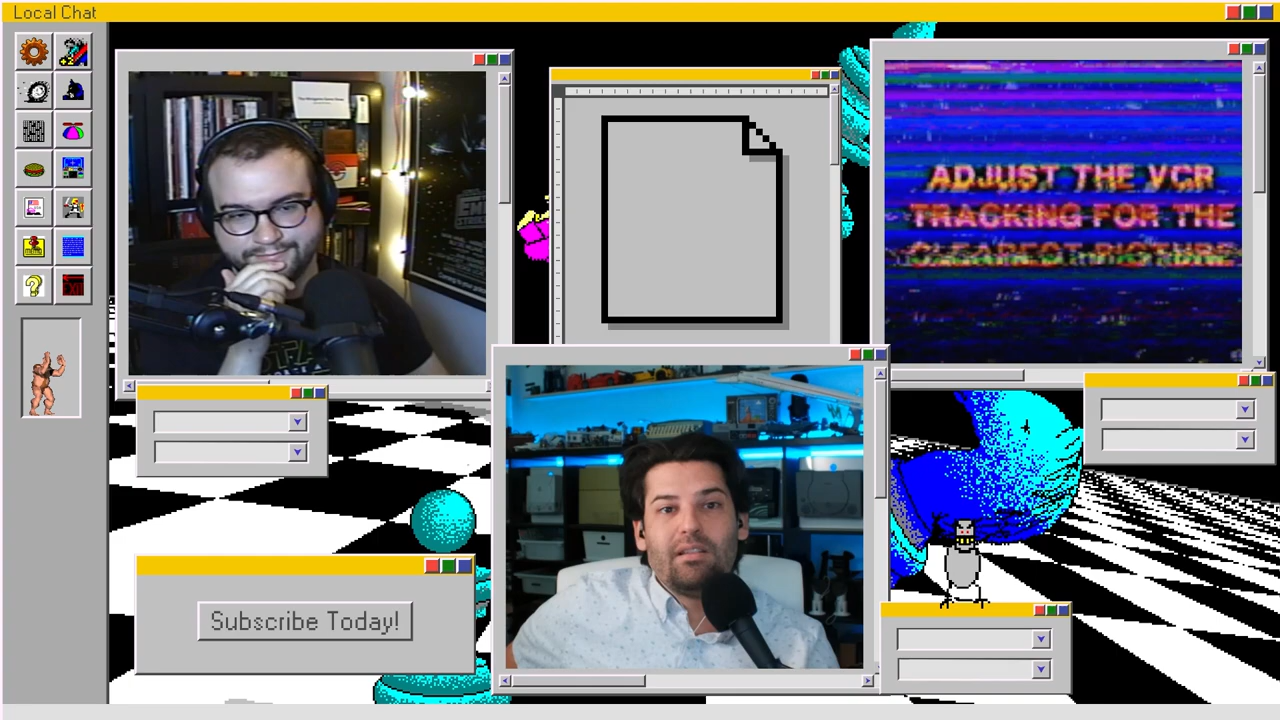 Local Chat
ADJUST THE VCR
TRACKING FOR THE
CLEAREST PICTURE
Subscribe Today!